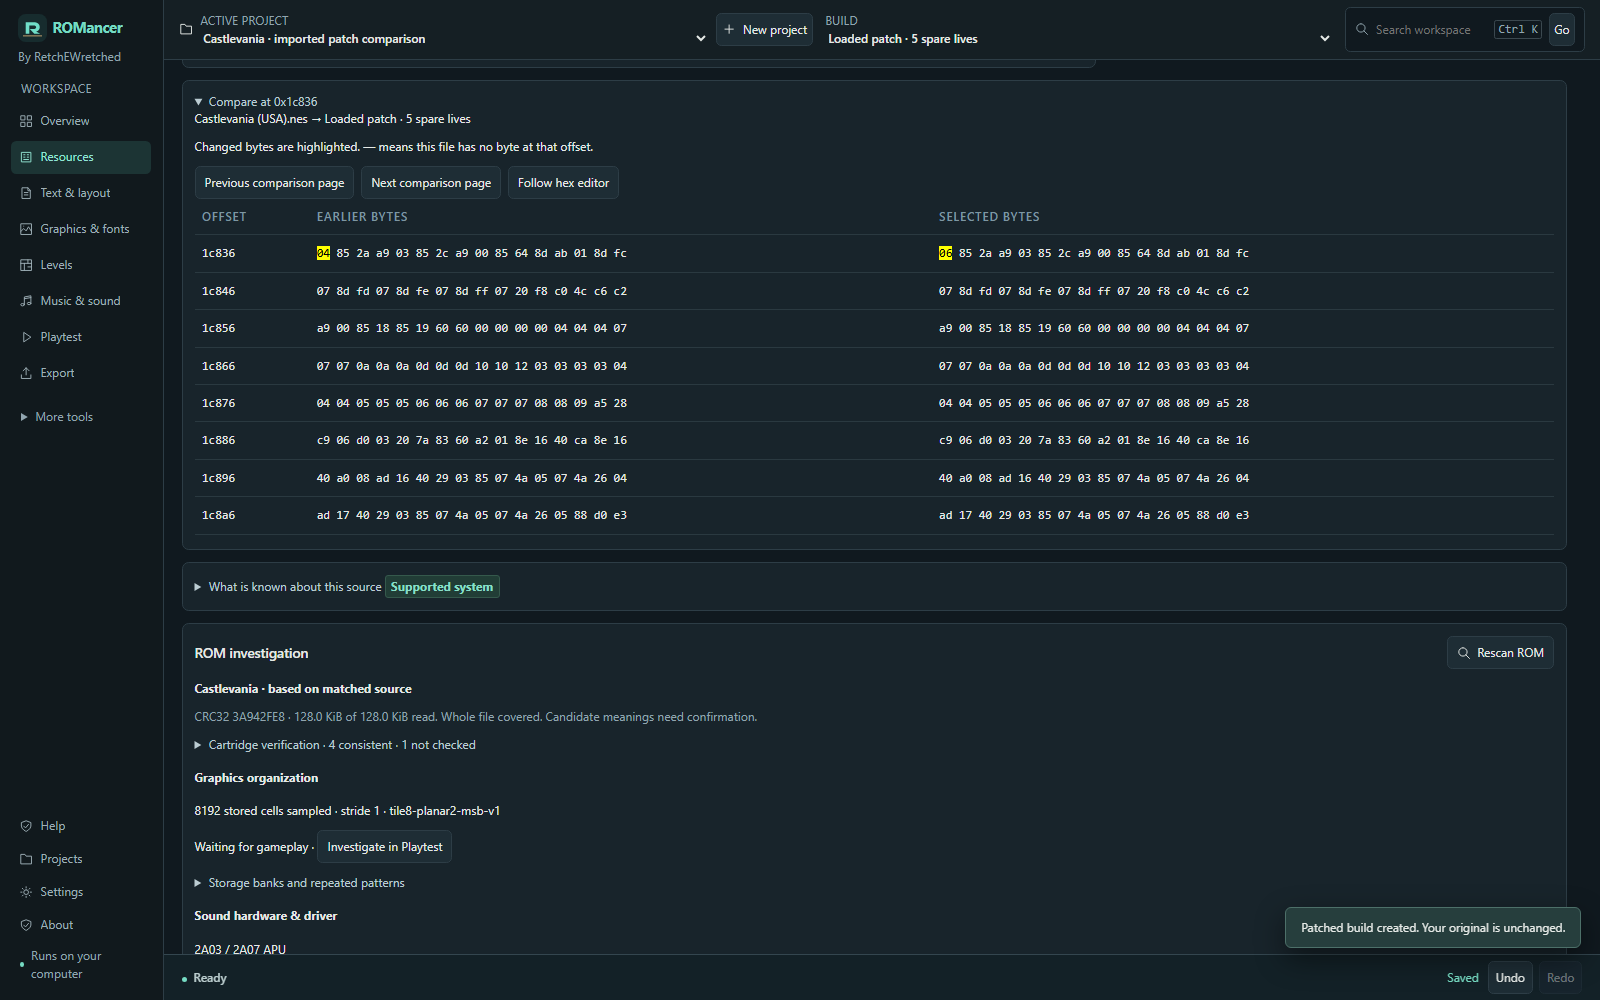 ROMancer
By RetchEWretched
WORKSPACE
Overview
Resources
Text & layout
Graphics & fonts
Levels
Music & sound
Playtest
Export
More tools
Help
Projects
Settings
About
Runs on your
computer
ACTIVE PROJECT
Castlevania · imported patch comparison
New project
BUILD
Loaded patch · 5 spare lives
Search workspace
Ctrl K
Go
Compare at 0x1c836
Castlevania (USA).nes → Loaded patch · 5 spare lives
Changed bytes are highlighted. — means this file has no byte at that offset.
Previous comparison page
Next comparison page
Follow hex editor
OFFSET EARLIER BYTES SELECTED BYTES
1c836 04 85 2a a9 03 85 2c a9 00 85 64 8d ab 01 8d fc 06 85 2a a9 03 85 2c a9 00 85 64 8d ab 01 8d fc
1c846 07 8d fd 07 8d fe 07 8d ff 07 20 f8 c0 4c c6 c2 07 8d fd 07 8d fe 07 8d ff 07 20 f8 c0 4c c6 c2
1c856 a9 00 85 18 85 19 60 60 00 00 00 00 04 04 04 07 a9 00 85 18 85 19 60 60 00 00 00 00 04 04 04 07
1c866 07 07 0a 0a 0a 0d 0d 0d 10 10 12 03 03 03 03 04 07 07 0a 0a 0a 0d 0d 0d 10 10 12 03 03 03 03 04
1c876 04 04 05 05 05 06 06 06 07 07 07 08 08 09 a5 28 04 04 05 05 05 06 06 06 07 07 07 08 08 09 a5 28
1c886 c9 06 d0 03 20 7a 83 60 a2 01 8e 16 40 ca 8e 16 c9 06 d0 03 20 7a 83 60 a2 01 8e 16 40 ca 8e 16
1c896 40 a0 08 ad 16 40 29 03 85 07 4a 05 07 4a 26 04 40 a0 08 ad 16 40 29 03 85 07 4a 05 07 4a 26 04
1c8a6 ad 17 40 29 03 85 07 4a 05 07 4a 26 05 88 d0 e3 ad 17 40 29 03 85 07 4a 05 07 4a 26 05 88 d0 e3
What is known about this source Supported system
ROM investigation
Rescan ROM
Castlevania · based on matched source
CRC32 3A942FE8 · 128.0 KiB of 128.0 KiB read. Whole file covered. Candidate meanings need confirmation.
Cartridge verification · 4 consistent · 1 not checked
Graphics organization
8192 stored cells sampled · stride 1 · tile8-planar2-msb-v1
Waiting for gameplay · Investigate in Playtest
Storage banks and repeated patterns
Sound hardware & driver
2A03 / 2A07 APU
Patched build created. Your original is unchanged.
Ready
Saved
Undo
Redo